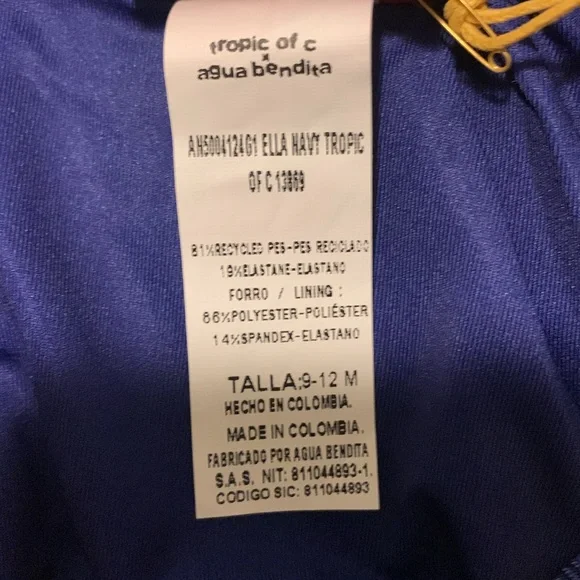 tropic of c
x
agua bendita
AN5004124G1 ELLA NAVY TROPIC
OF C 13869
81%RECYCLED PES-PES RECICLADO
19%ELASTANE-ELASTANO
FORRO / LINING :
86%POLYESTER-POLIÉSTER
14%SPANDEX-ELASTANO
TALLA:9-12 M
HECHO EN COLOMBIA.
MADE IN COLOMBIA.
FABRICADO POR AGUA BENDITA
S.A.S. NIT: 811044893-1.
CODIGO SIC: 811044893